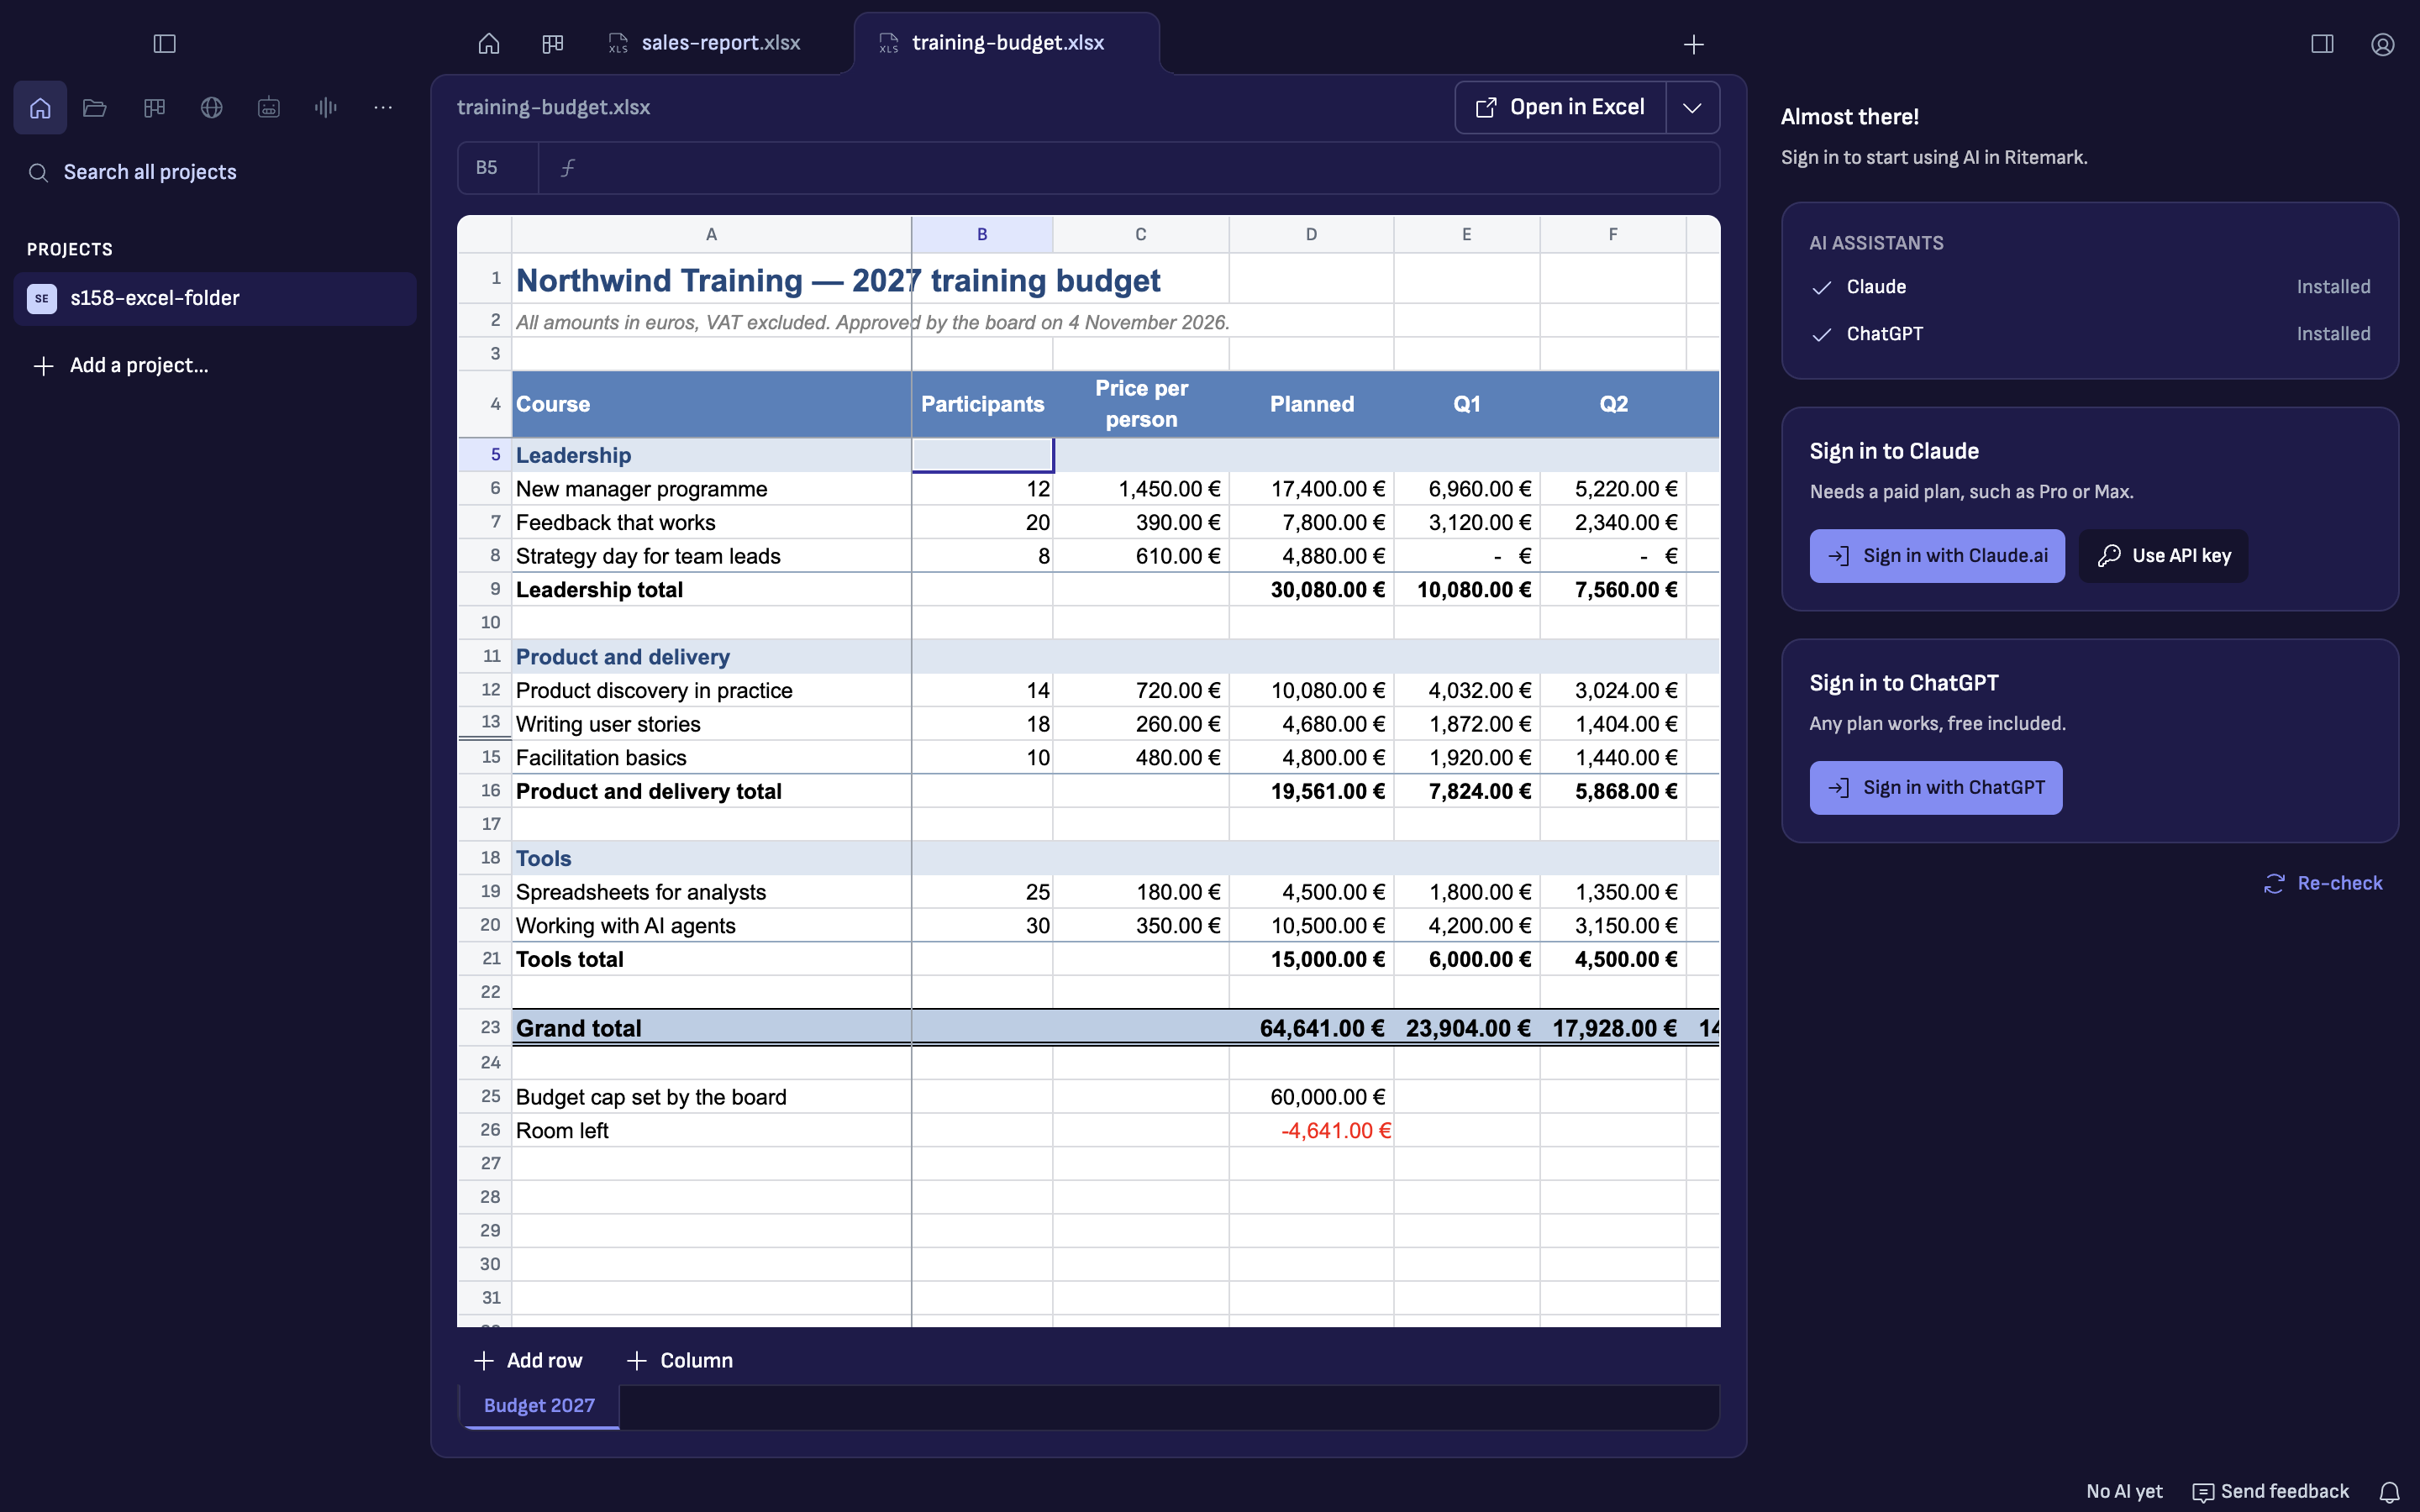 sales-report.xlsx
training-budget.xlsx
Search all projects
PROJECTS
SE s158-excel-folder
Add a project...
training-budget.xlsx
Open in Excel
B5
A B C D E F
1 Northwind Training — 2027 training budget
2 All amounts in euros, VAT excluded. Approved by the board on 4 November 2026.
3
4 Course Participants Price per person Planned Q1 Q2
5 Leadership
6 New manager programme 12 1,450.00 € 17,400.00 € 6,960.00 € 5,220.00 €
7 Feedback that works 20 390.00 € 7,800.00 € 3,120.00 € 2,340.00 €
8 Strategy day for team leads 8 610.00 € 4,880.00 € - € - €
9 Leadership total 30,080.00 € 10,080.00 € 7,560.00 €
10
11 Product and delivery
12 Product discovery in practice 14 720.00 € 10,080.00 € 4,032.00 € 3,024.00 €
13 Writing user stories 18 260.00 € 4,680.00 € 1,872.00 € 1,404.00 €
15 Facilitation basics 10 480.00 € 4,800.00 € 1,920.00 € 1,440.00 €
16 Product and delivery total 19,561.00 € 7,824.00 € 5,868.00 €
17
18 Tools
19 Spreadsheets for analysts 25 180.00 € 4,500.00 € 1,800.00 € 1,350.00 €
20 Working with AI agents 30 350.00 € 10,500.00 € 4,200.00 € 3,150.00 €
21 Tools total 15,000.00 € 6,000.00 € 4,500.00 €
22
23 Grand total 64,641.00 € 23,904.00 € 17,928.00 € 14
24
25 Budget cap set by the board 60,000.00 €
26 Room left -4,641.00 €
27
28
29
30
31
Add row
Column
Budget 2027
Almost there!
Sign in to start using AI in Ritemark.
AI ASSISTANTS
Claude Installed
ChatGPT Installed
Sign in to Claude
Needs a paid plan, such as Pro or Max.
Sign in with Claude.ai
Use API key
Sign in to ChatGPT
Any plan works, free included.
Sign in with ChatGPT
Re-check
No AI yet
Send feedback